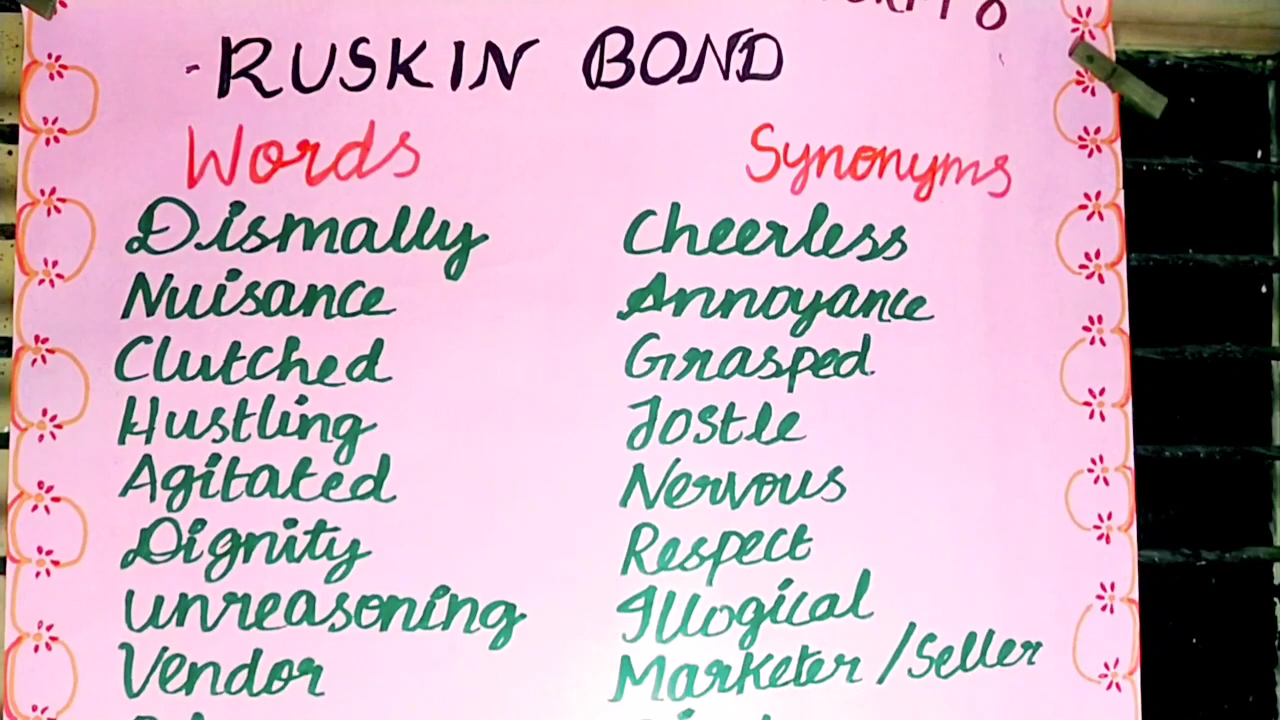 - RUSKIN BOND
Words Synonyms
Dismally Cheerless
Nuisance Annoyance
Clutched Grasped
Hustling Jostle
Agitated Nervous
Dignity Respect
Unreasoning Illogical
Vendor Marketer / Seller